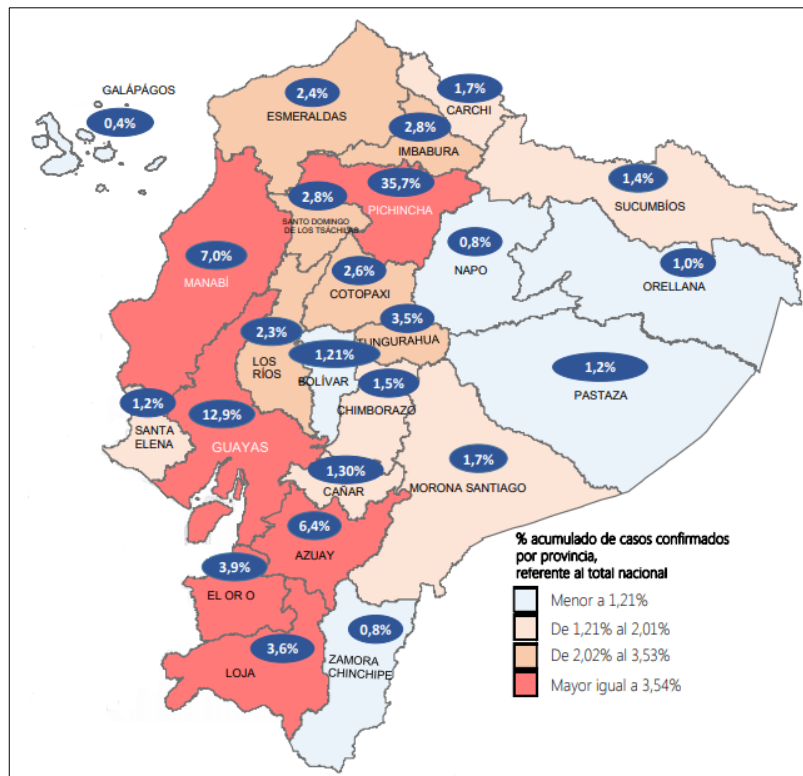 GALÁPÁGOS
0,4%
2,4%
ESMERALDAS
1,7%
CARCHI
2,8%
IMBABURA
35,7%
PICHINCHA
1,4%
SUCUMBÍOS
2,8%
SANTO DOMINGO
DE LOS TSÁCHILAS
7,0%
MANABÍ
0,8%
NAPO
1,0%
ORELLANA
2,6%
COTOPAXI
3,5%
TUNGURAHUA
2,3%
LOS
RÍOS
1,21%
BOLÍVAR
1,5%
CHIMBORAZO
1,2%
PASTAZA
1,2%
SANTA
ELENA
12,9%
GUAYAS
1,30%
CAÑAR
1,7%
MORONA SANTIAGO
6,4%
AZUAY
3,9%
EL OR O
3,6%
LOJA
0,8%
ZAMORA
CHINCHIPE
% acumulado de casos confirmados
por provincia,
referente al total nacional
Menor a 1,21%
De 1,21% al 2,01%
De 2,02% al 3,53%
Mayor igual a 3,54%